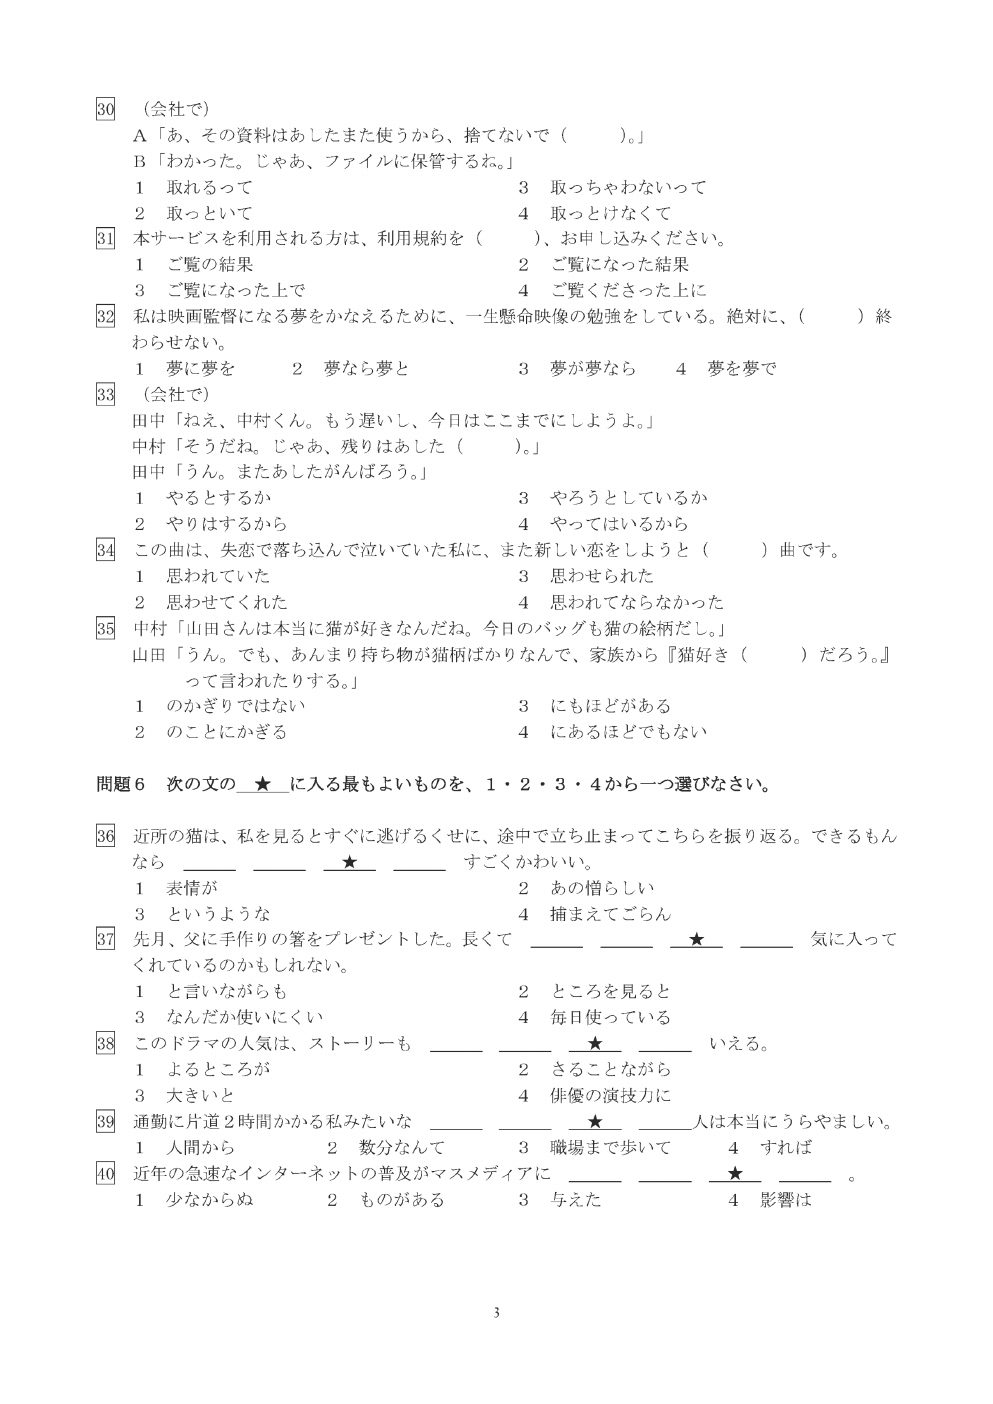 30 （会社で）
A「あ、その資料はあしたまた使うから、捨てないで（　　　）。」
B「わかった。じゃあ、ファイルに保管するね。」
1 取れるって　3 取っちゃわないって
2 取っといて　4 取っとけなくて
31 本サービスを利用される方は、利用規約を（　　　）、お申し込みください。
1 ご覧の結果　2 ご覧になった結果
3 ご覧になった上で　4 ご覧くださった上に
32 私は映画監督になる夢をかなえるために、一生懸命映像の勉強をしている。絶対に、（　　　）終
わらせない。
1 夢に夢を　2 夢なら夢と　3 夢が夢なら　4 夢を夢で
33 （会社で）
田中「ねえ、中村くん。もう遅いし、今日はここまでにしようよ。」
中村「そうだね。じゃあ、残りはあした（　　　）。」
田中「うん。またあしたがんばろう。」
1 やるとするか　3 やろうとしているか
2 やりはするから　4 やってはいるから
34 この曲は、失恋で落ち込んで泣いていた私に、また新しい恋をしようと（　　　）曲です。
1 思われていた　3 思わせられた
2 思わせてくれた　4 思われてならなかった
35 中村「山田さんは本当に猫が好きなんだね。今日のバッグも猫の絵柄だし。」
山田「うん。でも、あんまり持ち物が猫柄ばかりなんで、家族から『猫好き（　　　）だろう。』
って言われたりする。」
1 のかぎりではない　3 にもほどがある
2 のことにかぎる　4 にあるほどでもない
問題６ 次の文の＿★＿に入る最もよいものを、１・２・３・４から一つ選びなさい。
36 近所の猫は、私を見るとすぐに逃げるくせに、途中で立ち止まってこちらを振り返る。できるもん
なら ＿＿＿ ＿＿＿ ＿★＿ ＿＿＿ すごくかわいい。
1 表情が　2 あの憎らしい
3 というような　4 捕まえてごらん
37 先月、父に手作りの箸をプレゼントした。長くて ＿＿＿ ＿＿＿ ＿★＿ ＿＿＿ 気に入って
くれているのかもしれない。
1 と言いながらも　2 ところを見ると
3 なんだか使いにくい　4 毎日使っている
38 このドラマの人気は、ストーリーも ＿＿＿ ＿＿＿ ＿★＿ ＿＿＿ いえる。
1 よるところが　2 さることながら
3 大きいと　4 俳優の演技力に
39 通勤に片道２時間かかる私みたいな ＿＿＿ ＿＿＿ ＿★＿ ＿＿＿人は本当にうらやましい。
1 人間から　2 数分なんて　3 職場まで歩いて　4 すれば
40 近年の急速なインターネットの普及がマスメディアに ＿＿＿ ＿＿＿ ＿★＿ ＿＿＿ 。
1 少なからぬ　2 ものがある　3 与えた　4 影響は
3